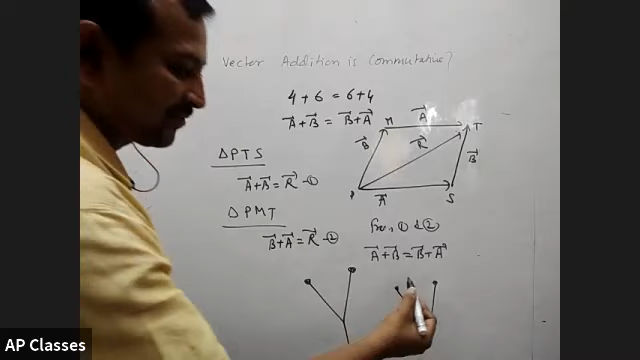 Vector Addition is Commutative?
4 + 6 = 6 + 4
A⃗ + B⃗ = B⃗ + A⃗
M A⃗ T
B⃗ R⃗ B⃗
P A⃗ S
ΔPTS
A⃗ + B⃗ = R⃗ - ①
ΔPMT
B⃗ + A⃗ = R⃗ - ②
From ① & ②
A⃗ + B⃗ = B⃗ + A⃗
AP Classes